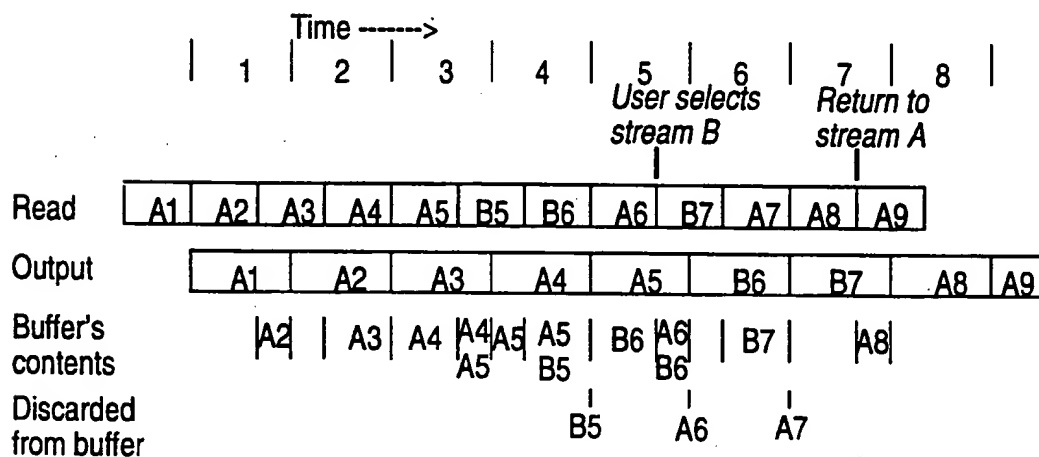 Time ------->
1 2 3 4 5 6 7 8
User selects stream B
Return to stream A
Read A1 A2 A3 A4 A5 B5 B6 A6 B7 A7 A8 A9
Output A1 A2 A3 A4 A5 B6 B7 A8 A9
Buffer's contents
A2 A3 A4 A4 A5 A5 B6 A6 B7 A8
A5 B5 B6
Discarded from buffer
B5 A6 A7